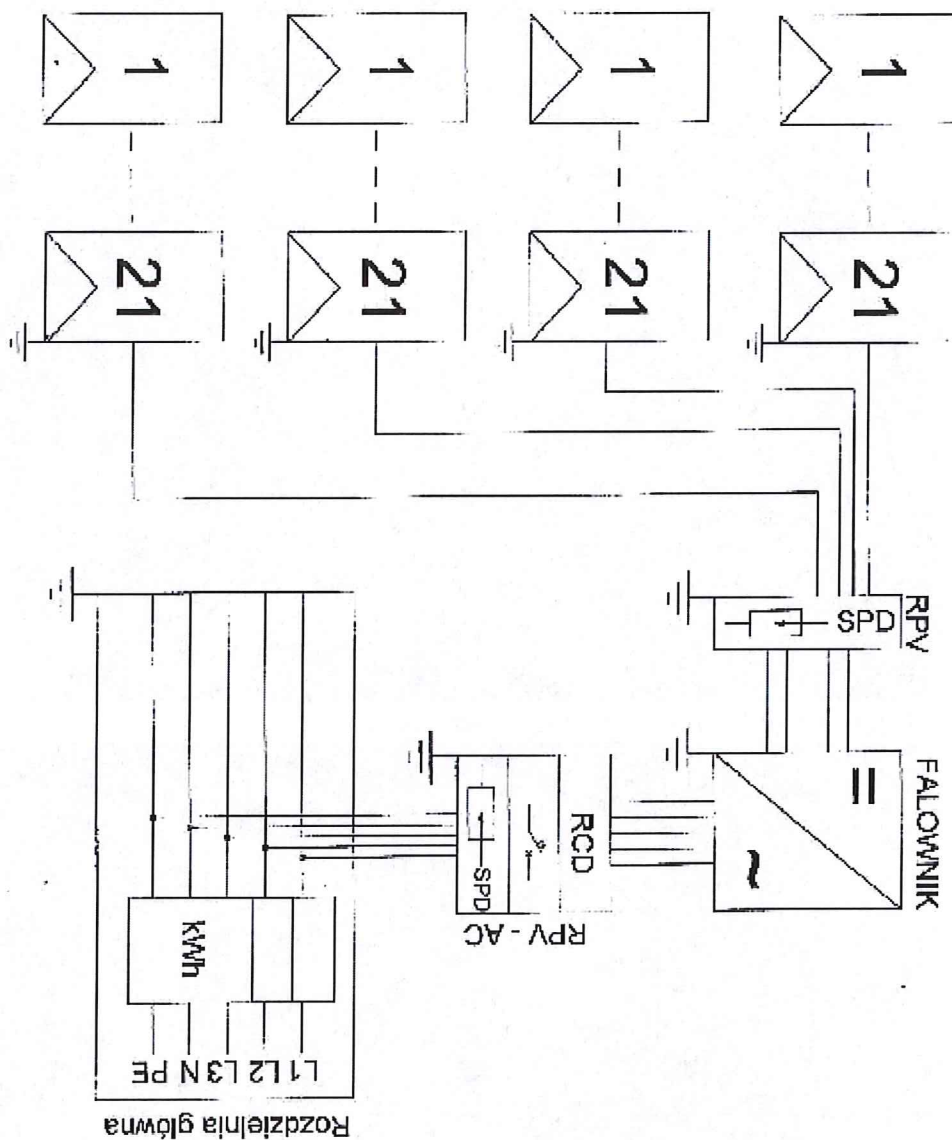 1
1
1
1
21
21
21
21
RPV
SPD
FALOWNIK
=
~
RCD
SPD
RPV - AC
kWh
L1 L2 L3 N PE
Rozdzielnia główna